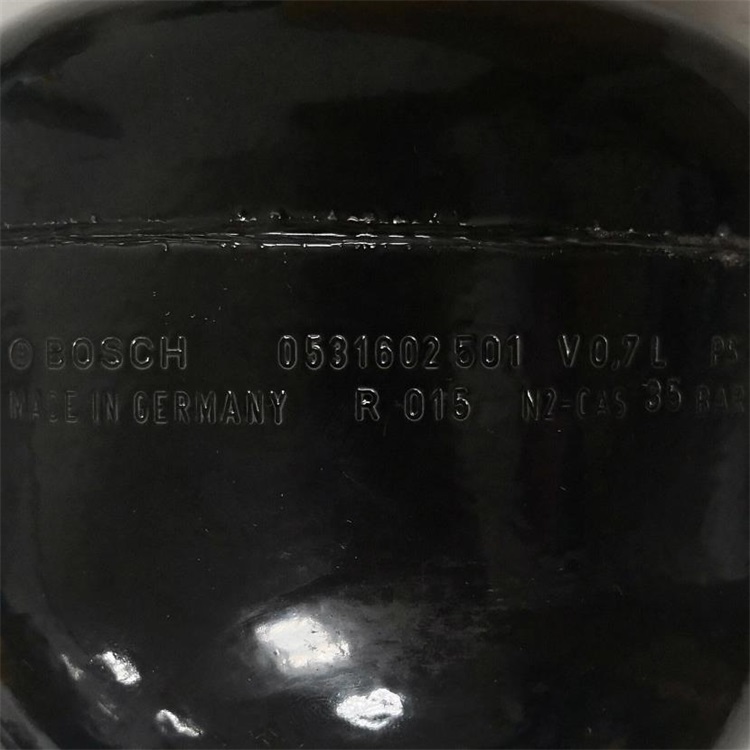 BOSCH 0531602501 V0,7L
MADE IN GERMANY R 015 N2-GAS 35 BAR